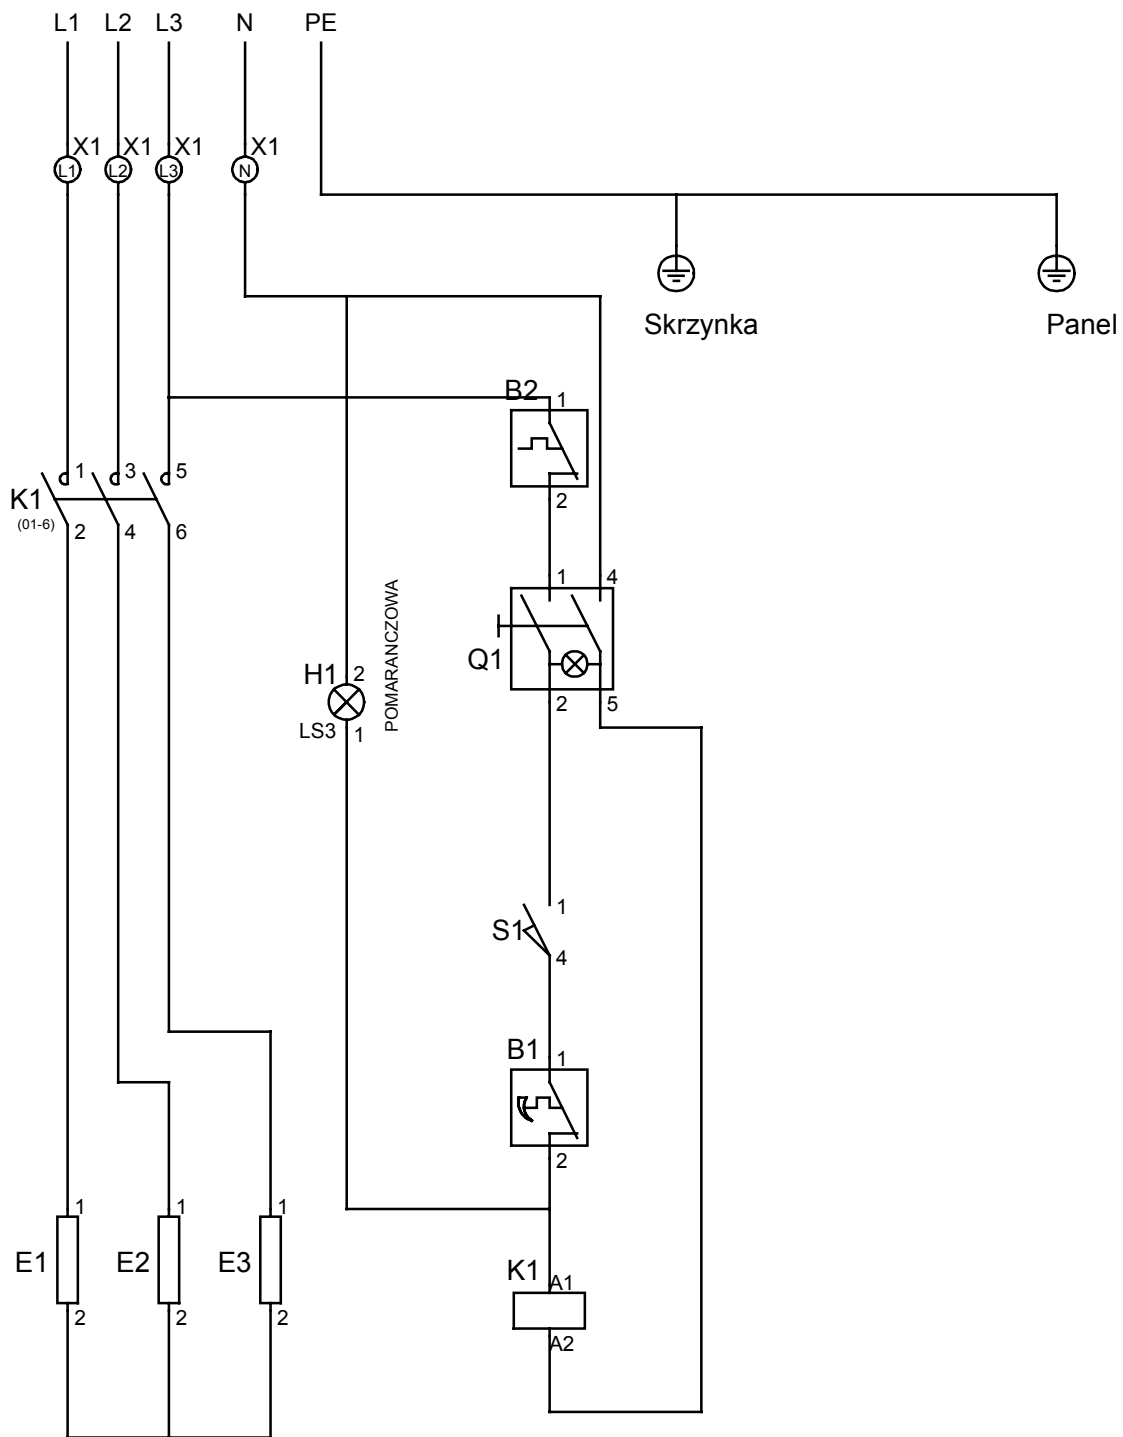 L1 L2 L3 N PE
X1 X1 X1 X1
L1 L2 L3 N
Skrzynka Panel
B2 1
2
1 3 5
K1
(01-6)
2 4 6
1 4
Q1
2 5
POMARANCZOWA
H1 2
LS3 1
1
S1
4
B1 1
2
1 1 1
E1 E2 E3
2 2 2
K1 A1
A2